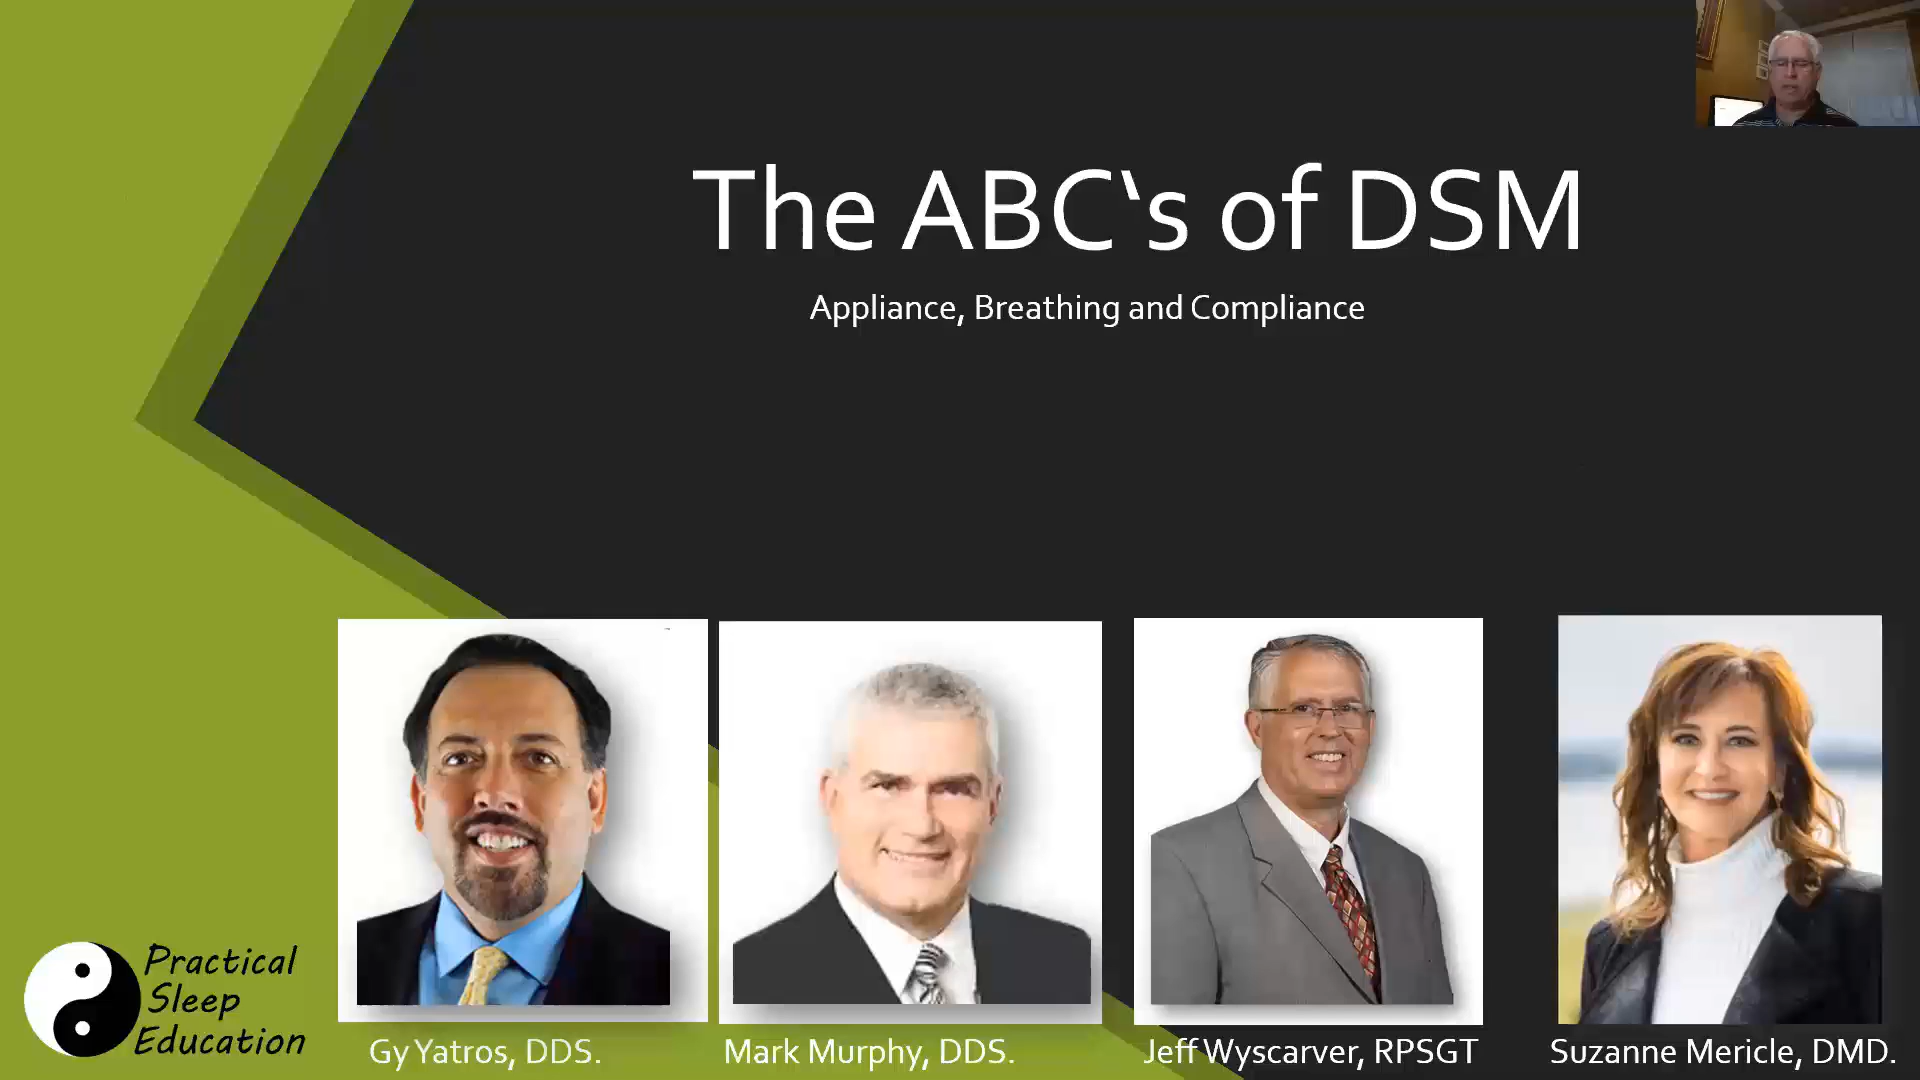 The ABC‘s of DSM
Appliance, Breathing and Compliance
Practical
Sleep
Education
Gy Yatros, DDS.
Mark Murphy, DDS.
Jeff Wyscarver, RPSGT
Suzanne Mericle, DMD.